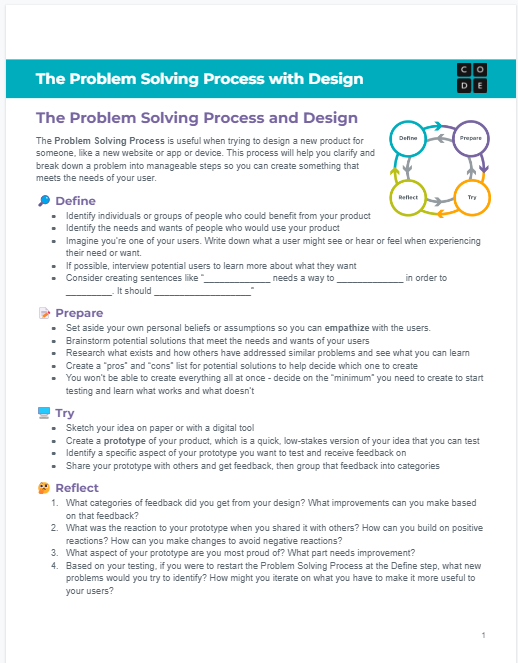 The Problem Solving Process with Design
C O
D E
The Problem Solving Process and Design
The Problem Solving Process is useful when trying to design a new product for
someone, like a new website or app or device. This process will help you clarify and
break down a problem into manageable steps so you can create something that
meets the needs of your user.
Define
Prepare
Reflect
Try
Define
• Identify individuals or groups of people who could benefit from your product
• Identify the needs and wants of people who would use your product
• Imagine you're one of your users. Write down what a user might see or hear or feel when experiencing
their need or want.
• If possible, interview potential users to learn more about what they want
• Consider creating sentences like "______________ needs a way to ______________ in order to
__________. It should ____________________"
Prepare
• Set aside your own personal beliefs or assumptions so you can empathize with the users.
• Brainstorm potential solutions that meet the needs and wants of your users
• Research what exists and how others have addressed similar problems and see what you can learn
• Create a "pros" and "cons" list for potential solutions to help decide which one to create
• You won't be able to create everything all at once - decide on the "minimum" you need to create to start
testing and learn what works and what doesn't
Try
• Sketch your idea on paper or with a digital tool
• Create a prototype of your product, which is a quick, low-stakes version of your idea that you can test
• Identify a specific aspect of your prototype you want to test and receive feedback on
• Share your prototype with others and get feedback, then group that feedback into categories
Reflect
1. What categories of feedback did you get from your design? What improvements can you make based
on that feedback?
2. What was the reaction to your prototype when you shared it with others? How can you build on positive
reactions? How can you make changes to avoid negative reactions?
3. What aspect of your prototype are you most proud of? What part needs improvement?
4. Based on your testing, if you were to restart the Problem Solving Process at the Define step, what new
problems would you try to identify? How might you iterate on what you have to make it more useful to
your users?
1